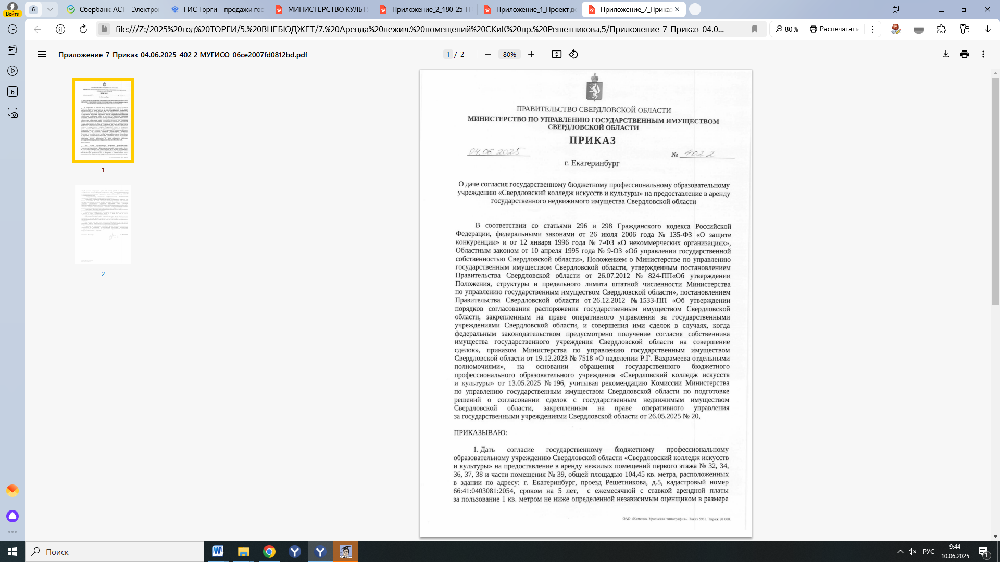 Войти
6
Сбербанк-АСТ - Электрон
ГИС Торги – продажи гос
МИНИСТЕРСТВО КУЛЬТУ
Приложение_2_180-25-Н
Приложение_1_Проект до
Приложение_7_Приказ
file:///Z:/2025%20год%20ТОРГИ/5.%20ВНЕБЮДЖЕТ/7.%20Аренда%20нежил.%20помещений%20СКиК%20пр.%20Решетникова,5/Приложение_7_Приказ_04.0...
80%
Распечатать
Приложение_7_Приказ_04.06.2025_402 2 МУГИСО_06ce2007fd0812bd.pdf
1 / 2
80%
6
1
2
ПРАВИТЕЛЬСТВО СВЕРДЛОВСКОЙ ОБЛАСТИ
МИНИСТЕРСТВО ПО УПРАВЛЕНИЮ ГОСУДАРСТВЕННЫМ ИМУЩЕСТВОМ
СВЕРДЛОВСКОЙ ОБЛАСТИ
ПРИКАЗ
04.06.2025
№ 4022
г. Екатеринбург
О даче согласия государственному бюджетному профессиональному образовательному
учреждению «Свердловский колледж искусств и культуры» на предоставление в аренду
государственного недвижимого имущества Свердловской области
В соответствии со статьями 296 и 298 Гражданского кодекса Российской
Федерации, федеральными законами от 26 июля 2006 года № 135-ФЗ «О защите
конкуренции» и от 12 января 1996 года № 7-ФЗ «О некоммерческих организациях»,
Областным законом от 10 апреля 1995 года № 9-ОЗ «Об управлении государственной
собственностью Свердловской области», Положением о Министерстве по управлению
государственным имуществом Свердловской области, утвержденным постановлением
Правительства Свердловской области от 26.07.2012 № 824-ПП«Об утверждении
Положения, структуры и предельного лимита штатной численности Министерства
по управлению государственным имуществом Свердловской области», постановлением
Правительства Свердловской области от 26.12.2012 № 1533-ПП «Об утверждении
порядков согласования распоряжения государственным имуществом Свердловской
области, закрепленным на праве оперативного управления за государственными
учреждениями Свердловской области, и совершения ими сделок в случаях, когда
федеральным законодательством предусмотрено получение согласия собственника
имущества государственного учреждения Свердловской области на совершение
сделок», приказом Министерства по управлению государственным имуществом
Свердловской области от 19.12.2023 № 7518 «О наделении Р.Г. Вахрамеева отдельными
полномочиями», на основании обращения государственного бюджетного
профессионального образовательного учреждения «Свердловский колледж искусств
и культуры» от 13.05.2025 № 196, учитывая рекомендацию Комиссии Министерства
по управлению государственным имуществом Свердловской области по подготовке
решений о согласовании сделок с государственным недвижимым имуществом
Свердловской области, закрепленным на праве оперативного управления
за государственными учреждениями Свердловской области от 26.05.2025 № 20,
ПРИКАЗЫВАЮ:
1. Дать согласие государственному бюджетному профессиональному
образовательному учреждению Свердловской области «Свердловский колледж искусств
и культуры» на предоставление в аренду нежилых помещений первого этажа № 32, 34,
36, 37, 38 и части помещения № 39, общей площадью 104,45 кв. метра, расположенных
в здании по адресу: г. Екатеринбург, проезд Решетникова, д.5, кадастровый номер
66:41:0403081:2054, сроком на 5 лет, с ежемесячной с ставкой арендной платы
за пользование 1 кв. метром не ниже определенной независимым оценщиком в размере
ОАО «Каменск-Уральская типография». Заказ 5961. Тираж 20 000.
Поиск
РУС
9:44
10.06.2025
1